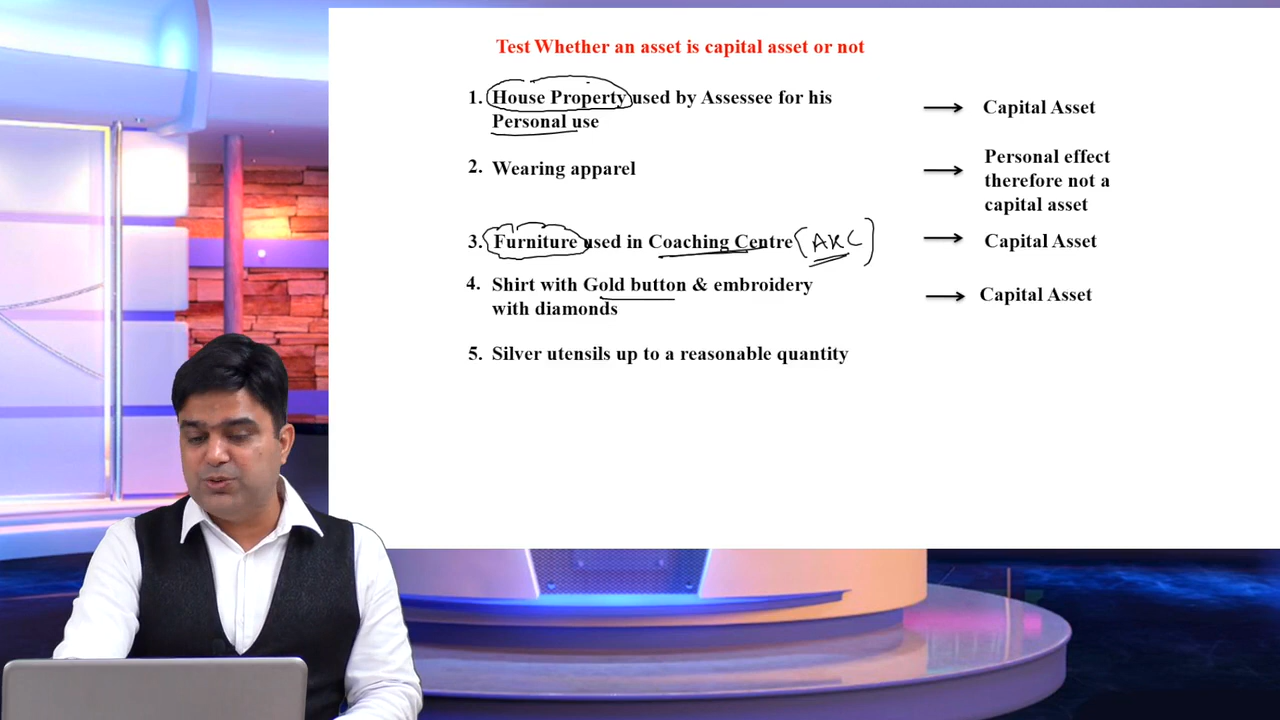 Test Whether an asset is capital asset or not
1. House Property used by Assessee for his
Personal use
Capital Asset
2. Wearing apparel
Personal effect
therefore not a
capital asset
3. Furniture used in Coaching Centre (AKC)
Capital Asset
4. Shirt with Gold button & embroidery
with diamonds
Capital Asset
5. Silver utensils up to a reasonable quantity